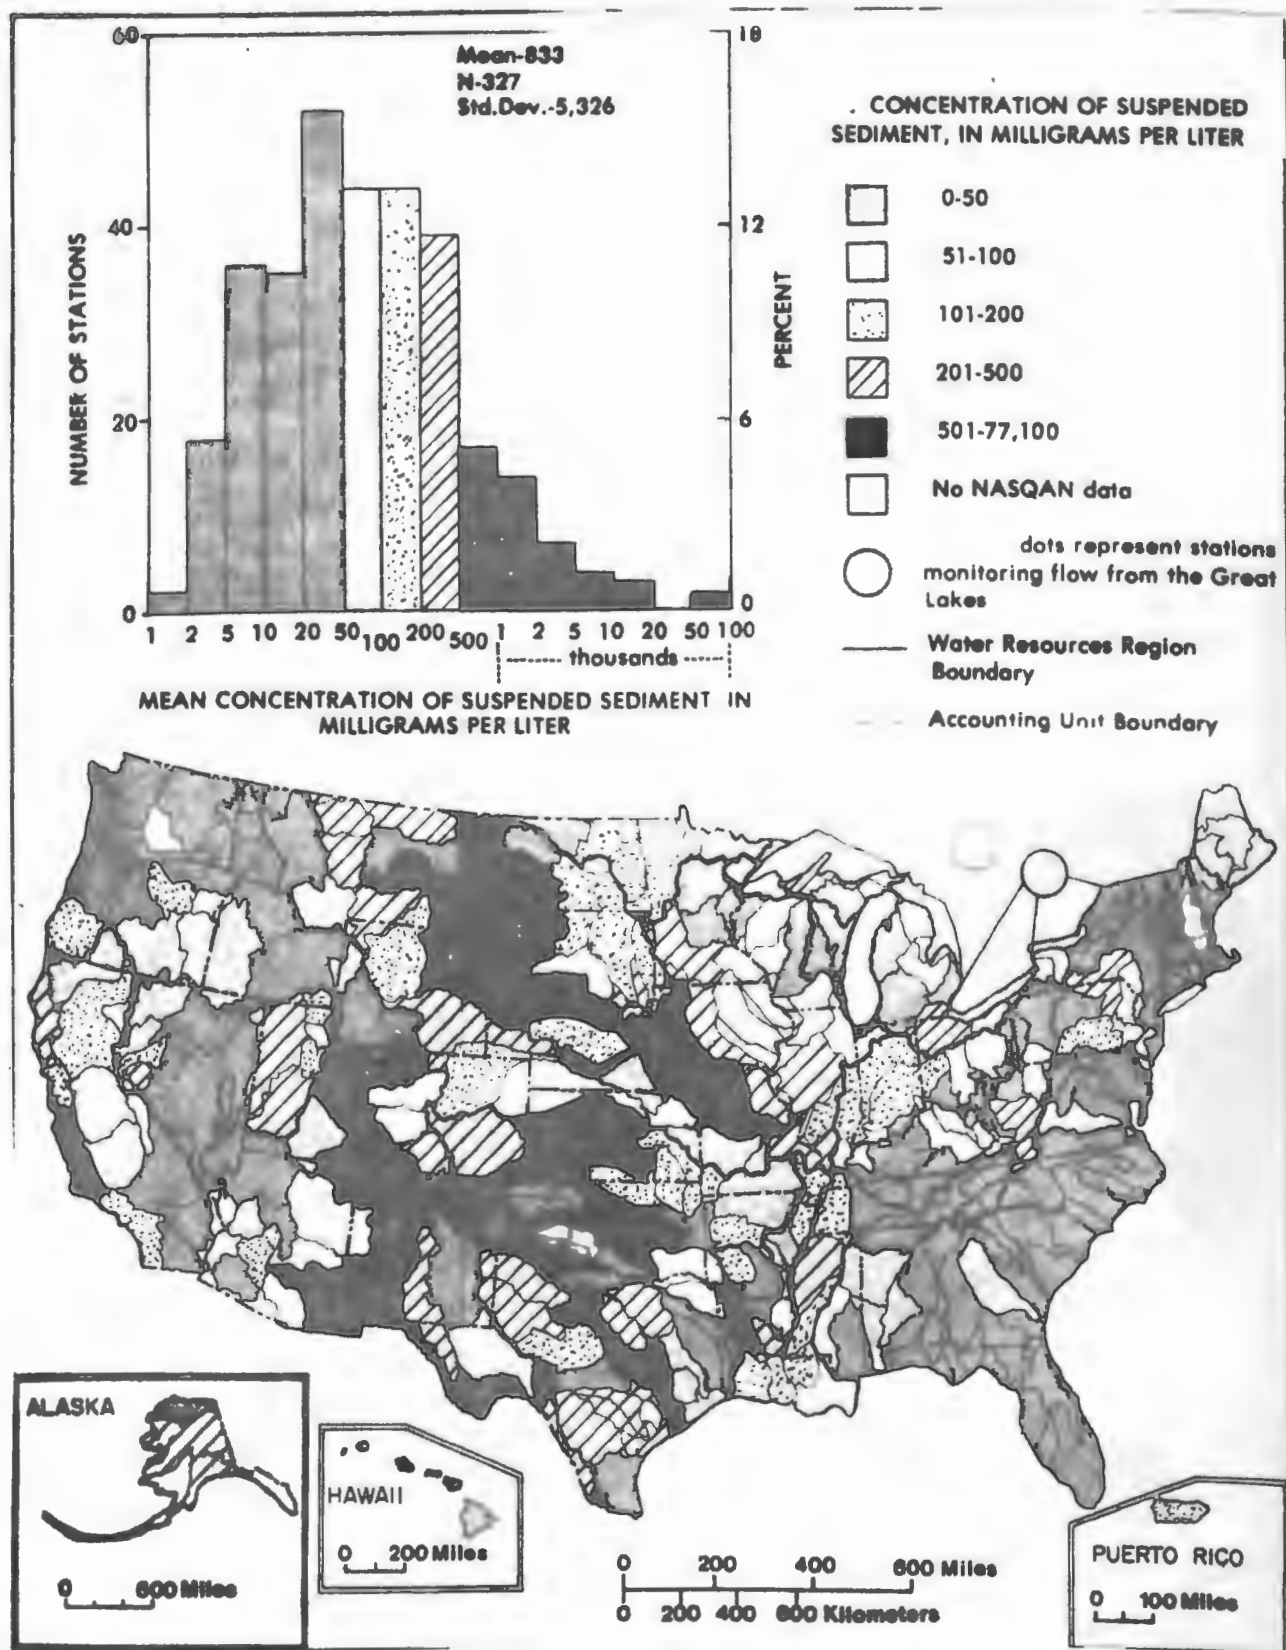 60
18
Mean-833
N-327
Std.Dev.-5,326
40
12
20
6
0
0
NUMBER OF STATIONS
PERCENT
1 2 5 10 20 50 100 200 500 1 2 5 10 20 50 100
thousands
MEAN CONCENTRATION OF SUSPENDED SEDIMENT IN
MILLIGRAMS PER LITER
. CONCENTRATION OF SUSPENDED
SEDIMENT, IN MILLIGRAMS PER LITER
0-50
51-100
101-200
201-500
501-77,100
No NASQAN data
dots represent stations
monitoring flow from the Great
Lakes
Water Resources Region
Boundary
Accounting Unit Boundary
ALASKA
0 600 Miles
HAWAII
0 200 Miles
0 200 400 600 Miles
0 200 400 600 Kilometers
PUERTO RICO
0 100 Miles